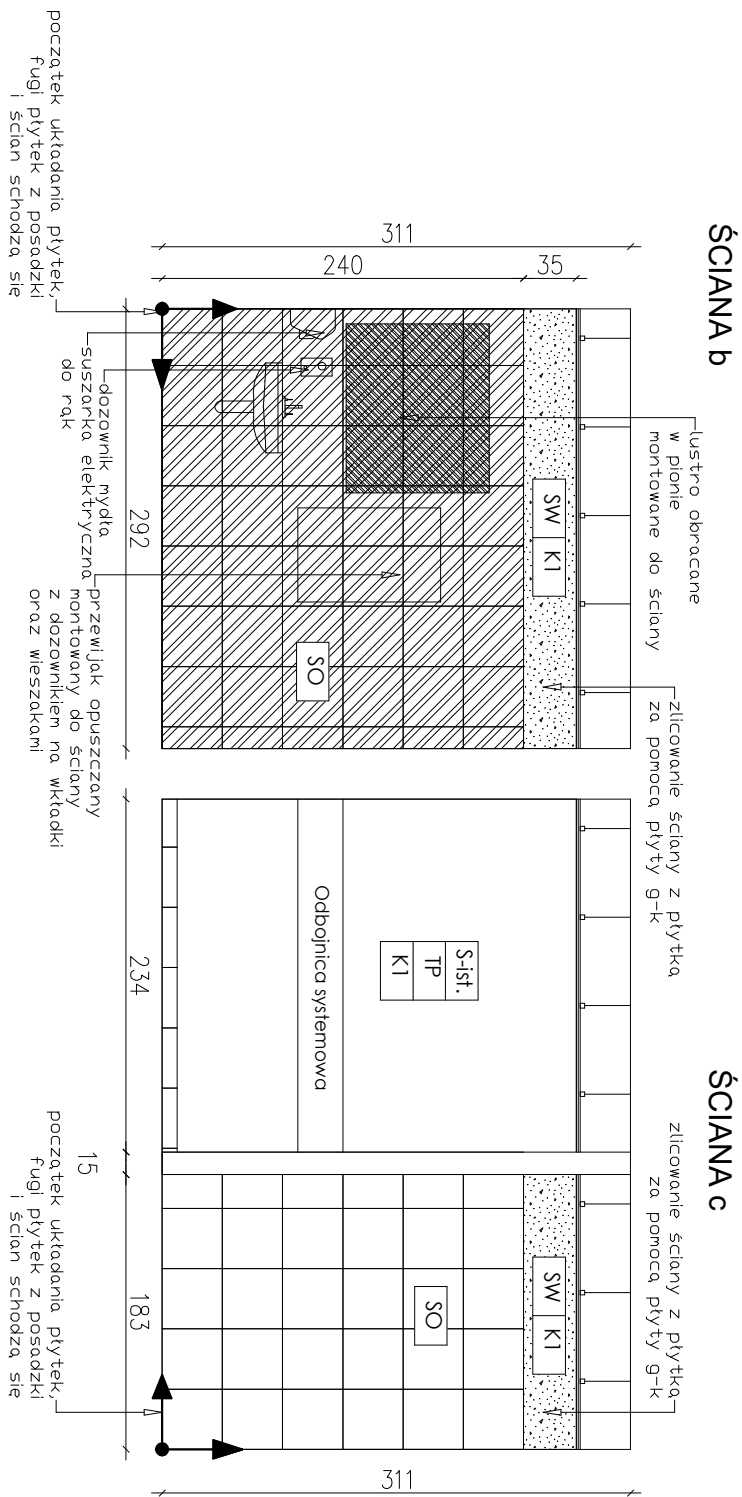 ŚCIANA b
ŚCIANA c
lustro obracane
w pionie
montowane do ściany
zlicowanie ściany z płytką
za pomocą płyty g-k
zlicowanie ściany z płytką
za pomocą płyty g-k
311
240
35
SW K1
SO
S-ist.
TP
K1
Odbojnica systemowa
SW K1
SO
311
292
234
15
183
początek układania płytek,
fugi płytek z posadzki
i ścian schodzą się
suszarka elektryczna
do rąk
dozownik mydła
przewijak opuszczany
montowany do ściany
z dozownikiem na wkładki
oraz wieszakami
początek układania płytek,
fugi płytek z posadzki
i ścian schodzą się